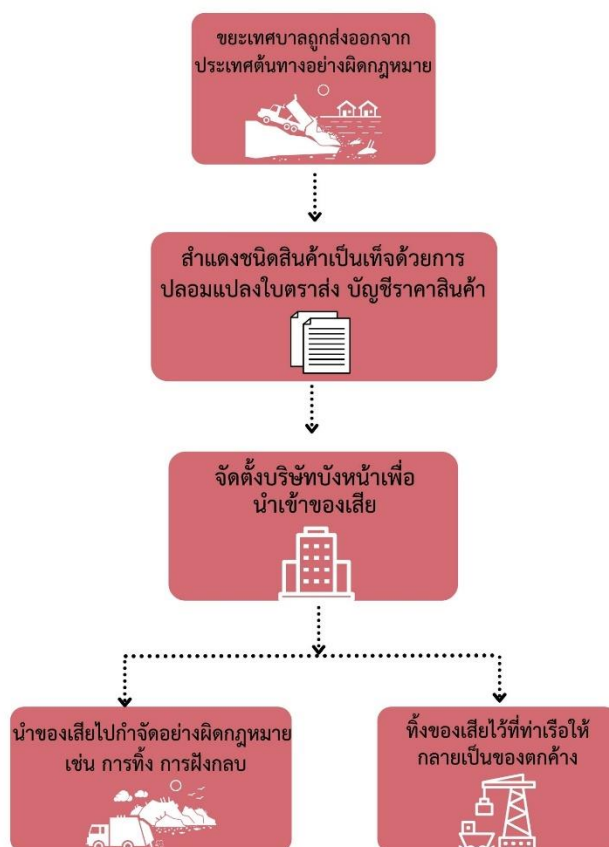 ขยะเทศบาลถูกส่งออกจาก
ประเทศต้นทางอย่างผิดกฎหมาย
สำแดงชนิดสินค้าเป็นเท็จด้วยการ
ปลอมแปลงใบตราส่ง บัญชีราคาสินค้า
จัดตั้งบริษัทบังหน้าเพื่อ
นำเข้าของเสีย
นำของเสียไปกำจัดอย่างผิดกฎหมาย
เช่น การทิ้ง การฝังกลบ
ทิ้งของเสียไว้ที่ท่าเรือให้
กลายเป็นของตกค้าง